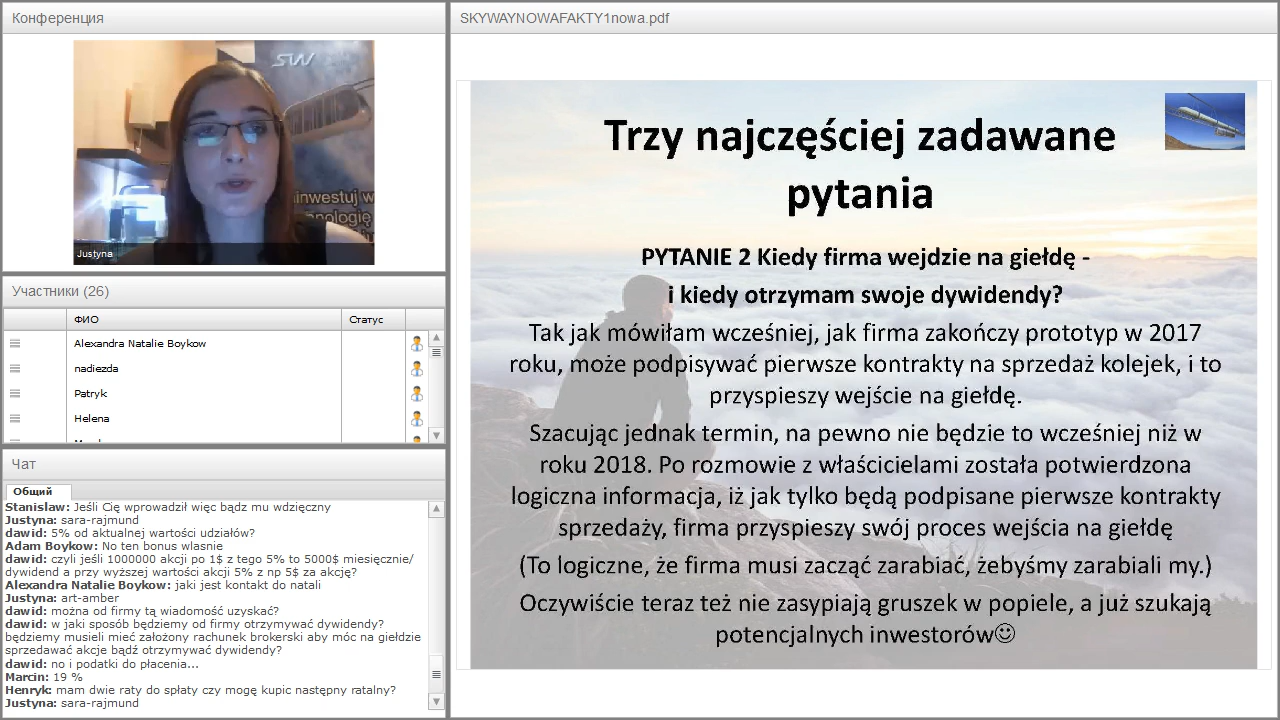 Конференция
SW
inwestuj w
nologię
Justyna
Участники (26)
ФИО
Статус
Alexandra Natalie Boykow
nadiezda
Patryk
Helena
Чат
Общий
Stanislaw: Jeśli Cię wprowadził więc bądz mu wdzięczny
Justyna: sara-rajmund
dawid: 5% od aktualnej wartości udziałów?
Adam Boykow: No ten bonus wlasnie
dawid: czyli jeśli 1000000 akcji po 1$ z tego 5% to 5000$ miesięcznie/
dywidend a przy wyższej wartości akcji 5% z np 5$ za akcję?
Alexandra Natalie Boykow: jaki jest kontakt do natali
Justyna: art-amber
dawid: można od firmy tą wiadomość uzyskać?
dawid: w jaki sposób będziemy od firmy otrzymywać dywidendy?
będziemy musieli mieć założony rachunek brokerski aby móc na giełdzie
sprzedawać akcje bądź otrzymywać dywidendy?
dawid: no i podatki do płacenia...
Marcin: 19 %
Henryk: mam dwie raty do spłaty czy mogę kupic następny ratalny?
Justyna: sara-rajmund
SKYWAYNOWAFAKTY1nowa.pdf
Trzy najczęściej zadawane
pytania
PYTANIE 2 Kiedy firma wejdzie na giełdę -
i kiedy otrzymam swoje dywidendy?
Tak jak mówiłam wcześniej, jak firma zakończy prototyp w 2017
roku, może podpisywać pierwsze kontrakty na sprzedaż kolejek, i to
przyspieszy wejście na giełdę.
Szacując jednak termin, na pewno nie będzie to wcześniej niż w
roku 2018. Po rozmowie z właścicielami została potwierdzona
logiczna informacja, iż jak tylko będą podpisane pierwsze kontrakty
sprzedaży, firma przyspieszy swój proces wejścia na giełdę
(To logiczne, że firma musi zacząć zarabiać, żebyśmy zarabiali my.)
Oczywiście teraz też nie zasypiają gruszek w popiele, a już szukają
potencjalnych inwestorów☺